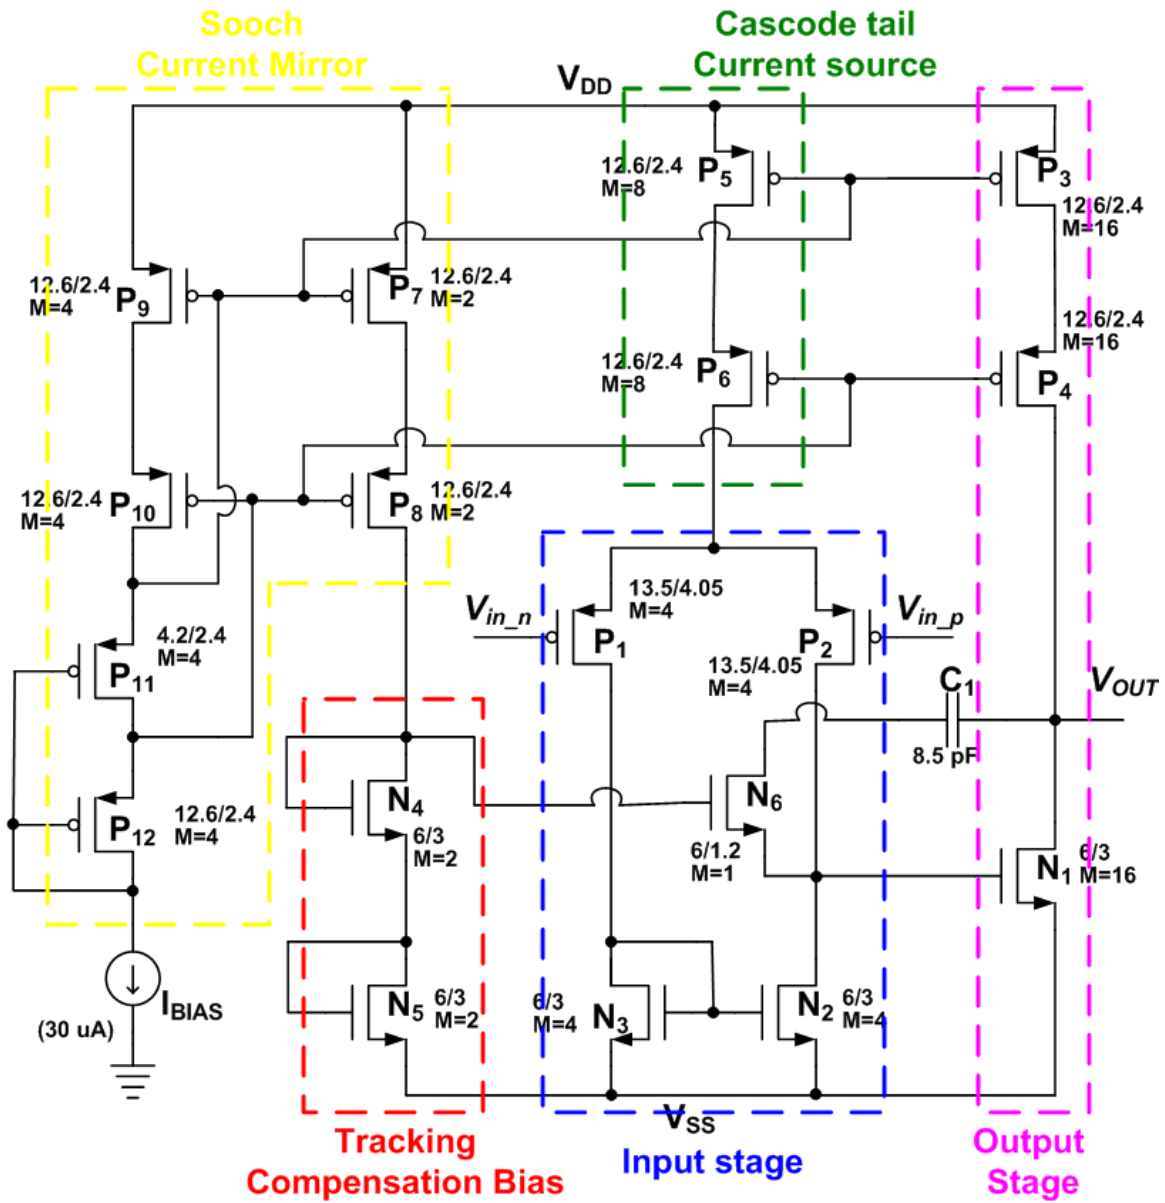 Sooch
Current Mirror
Cascode tail
Current source
VDD
12.6/2.4
M=8
P5
P3
12.6/2.4
M=16
12.6/2.4
M=4
P9
P7
12.6/2.4
M=2
12.6/2.4
M=8
P6
12.6/2.4
M=16
P4
12.6/2.4
M=4
P10
P8
12.6/2.4
M=2
4.2/2.4
M=4
P11
Vin_n
13.5/4.05
M=4
P1
P2
Vin_p
13.5/4.05
M=4
C1
8.5 pF
VOUT
12.6/2.4
M=4
P12
N4
6/3
M=2
N6
6/1.2
M=1
N1
6/3
M=16
IBIAS
(30 uA)
N5
6/3
M=2
6/3
M=4
N3
N2
6/3
M=4
VSS
Tracking
Compensation Bias
Input stage
Output
Stage